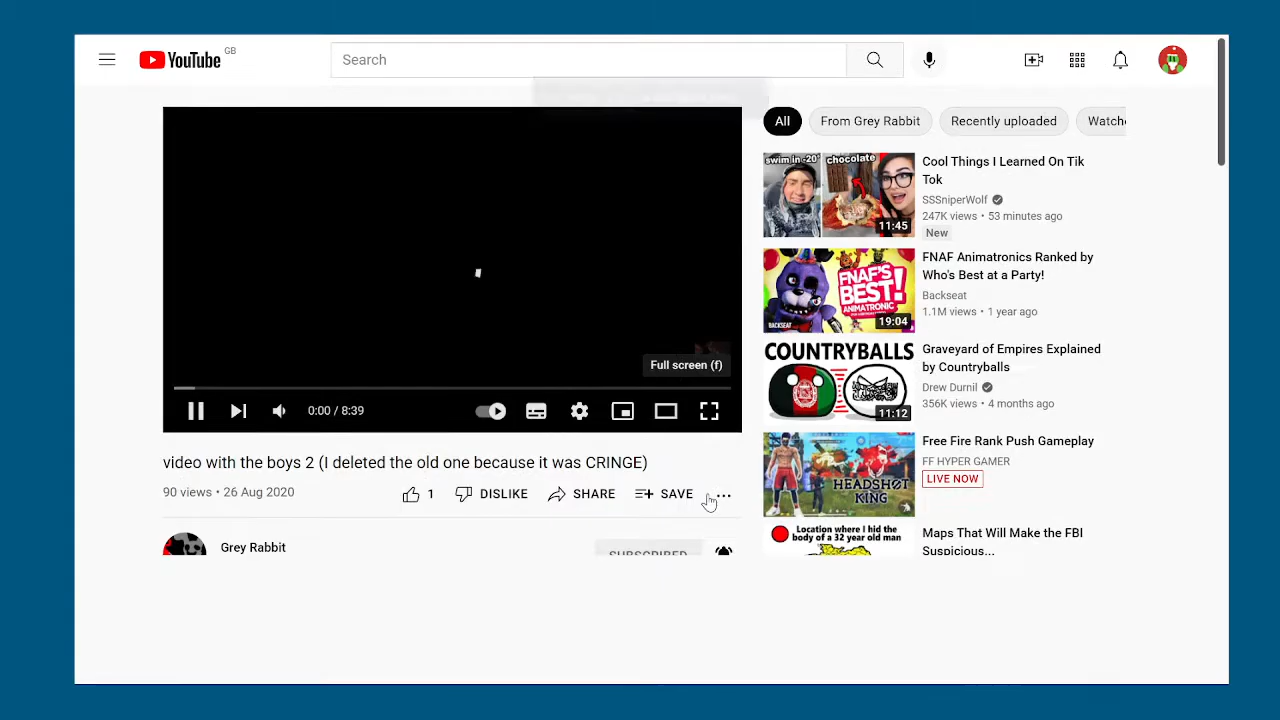 YouTube GB
Search
All
From Grey Rabbit
Recently uploaded
Watche
swim in -20°
chocolate
11:45
Cool Things I Learned On Tik
Tok
SSSniperWolf
247K views • 53 minutes ago
New
FNAF'S
BEST!
ANIMATRONIC
BACKSEAT
19:04
FNAF Animatronics Ranked by
Who's Best at a Party!
Backseat
1.1M views • 1 year ago
COUNTRYBALLS
11:12
Graveyard of Empires Explained
by Countryballs
Drew Durnil
356K views • 4 months ago
HEADSHOT
KING
Free Fire Rank Push Gameplay
FF HYPER GAMER
LIVE NOW
Location where I hid the
body of a 32 year old man
Maps That Will Make the FBI
Suspicious...
Full screen (f)
0:00 / 8:39
video with the boys 2 (I deleted the old one because it was CRINGE)
90 views • 26 Aug 2020
1
DISLIKE
SHARE
SAVE
Grey Rabbit
SUBSCRIBED